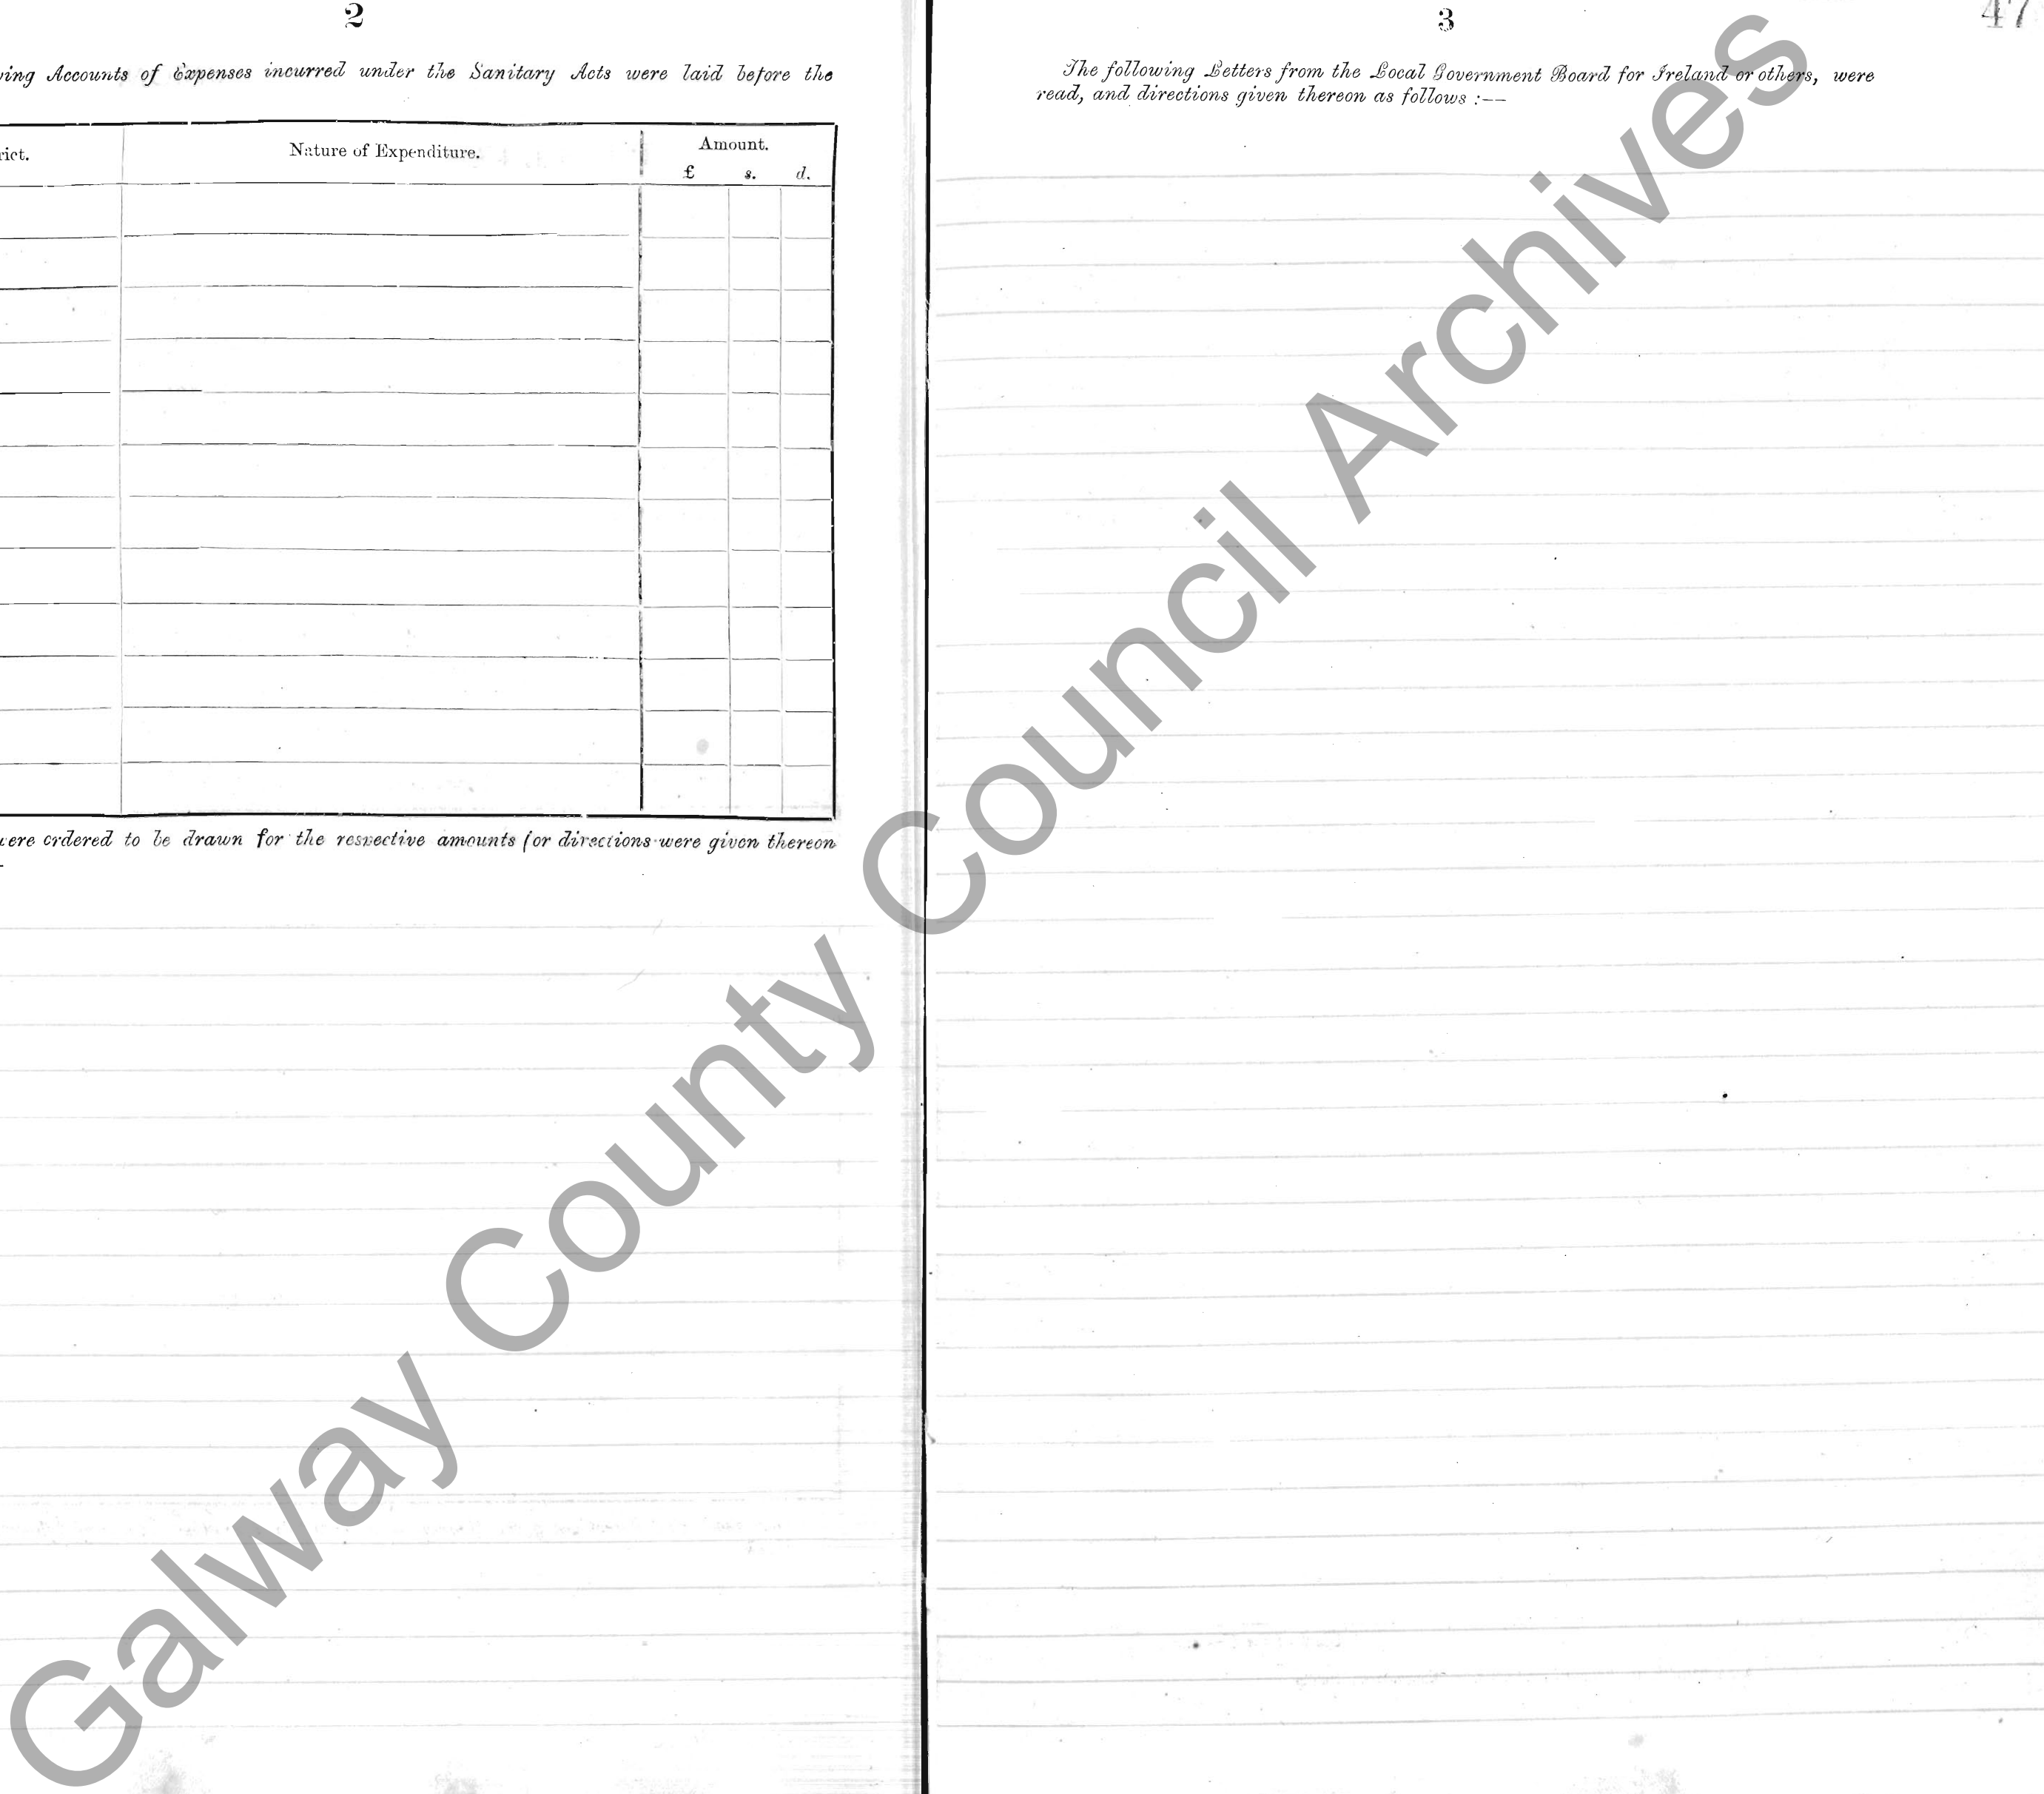 2
ving Accounts of Expenses incurred under the Sanitary Acts were laid before the
rict.
Nature of Expenditure.
Amount.
£ s. d.
were ordered to be drawn for the respective amounts (or directions were given thereon
3
47
The following Letters from the Local Government Board for Ireland or others, were
read, and directions given thereon as follows :—
Galway County Council Archives